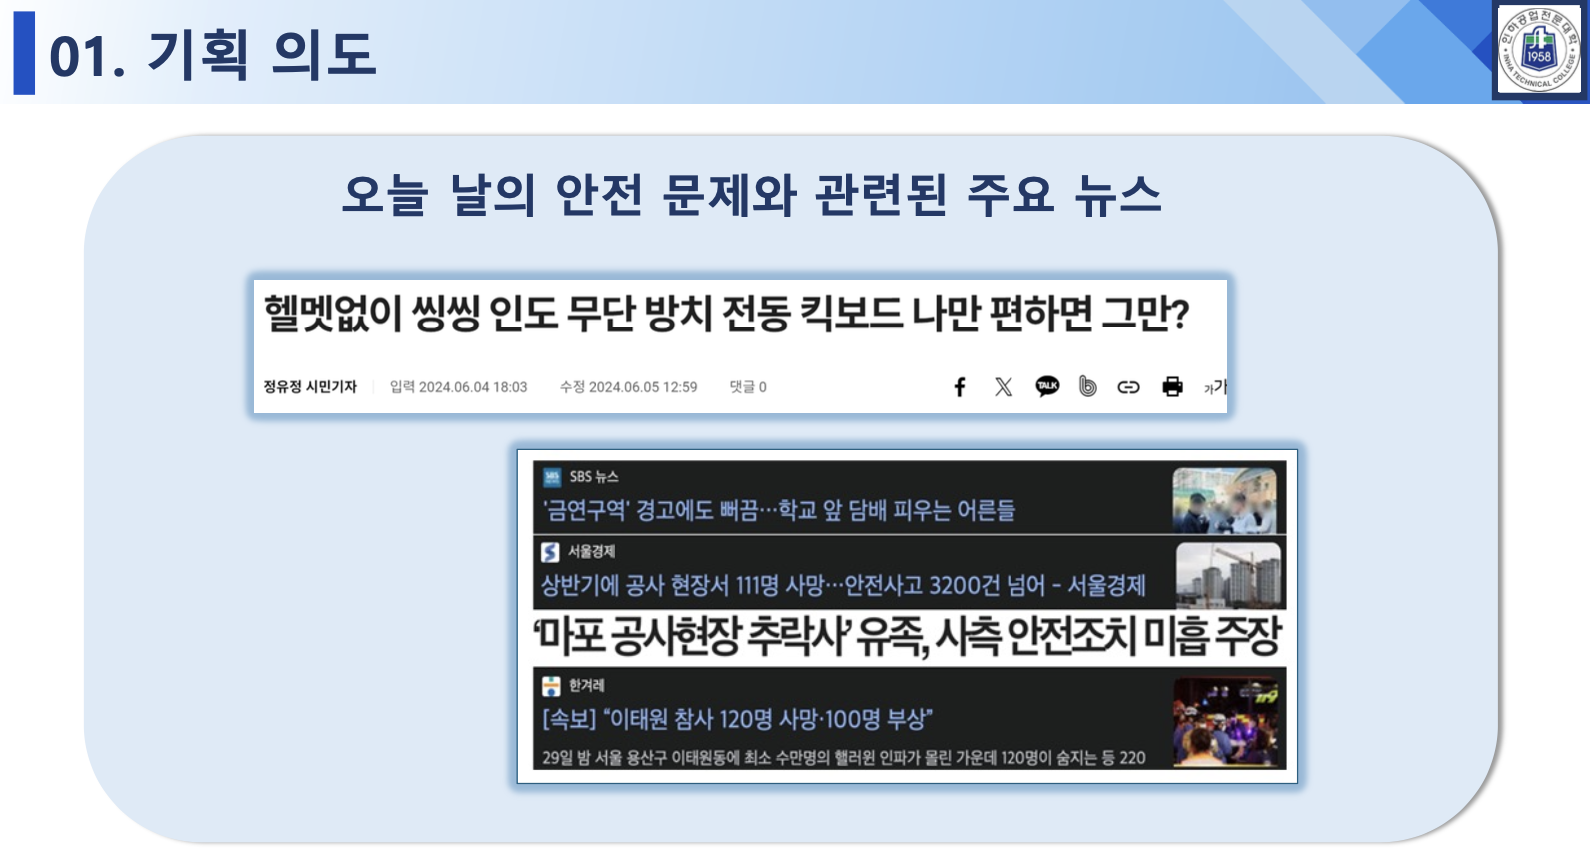 01. 기획 의도
인하공업전문대학
1958
INHA TECHNICAL COLLEGE
오늘 날의 안전 문제와 관련된 주요 뉴스
헬멧없이 씽씽 인도 무단 방치 전동 킥보드 나만 편하면 그만?
정유정 시민기자 입력 2024.06.04 18:03 수정 2024.06.05 12:59 댓글 0 TALK 가가
SBS 뉴스
'금연구역' 경고에도 뻐끔…학교 앞 담배 피우는 어른들
서울경제
상반기에 공사 현장서 111명 사망…안전사고 3200건 넘어 - 서울경제
‘마포 공사현장 추락사’ 유족, 사측 안전조치 미흡 주장
한겨레
[속보] “이태원 참사 120명 사망·100명 부상”
29일 밤 서울 용산구 이태원동에 최소 수만명의 핼러윈 인파가 몰린 가운데 120명이 숨지는 등 220
119